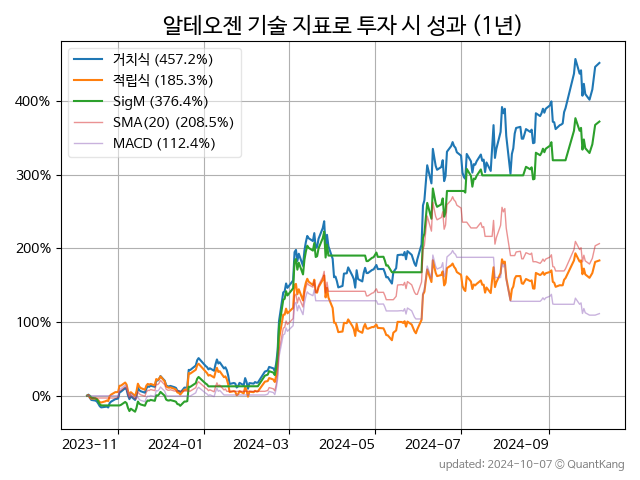 알테오젠 기술 지표로 투자 시 성과 (1년)
거치식 (457.2%)
적립식 (185.3%)
SigM (376.4%)
SMA(20) (208.5%)
MACD (112.4%)
400%
300%
200%
100%
0%
2023-11
2024-01
2024-03
2024-05
2024-07
2024-09
updated: 2024-10-07 © QuantKang